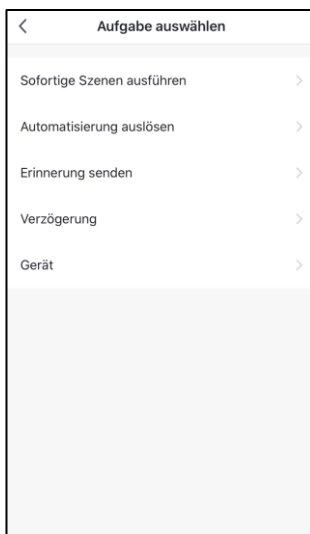 Aufgabe auswählen
Sofortige Szenen ausführen
Automatisierung auslösen
Erinnerung senden
Verzögerung
Gerät